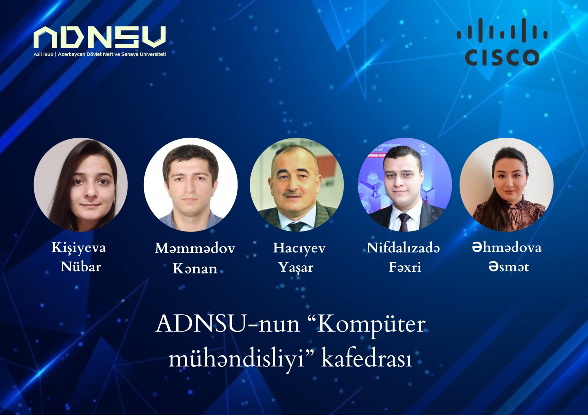 ADNSU
Azərbaycan Dövlət Neft və Sənaye Universiteti
CISCO
Kişiyeva
Nübar
Məmmədov
Kənan
Hacıyev
Yaşar
Nifdalızadə
Fəxri
Əhmədova
Əsmət
ADNSU-nun “Kompüter
mühəndisliyi” kafedrası